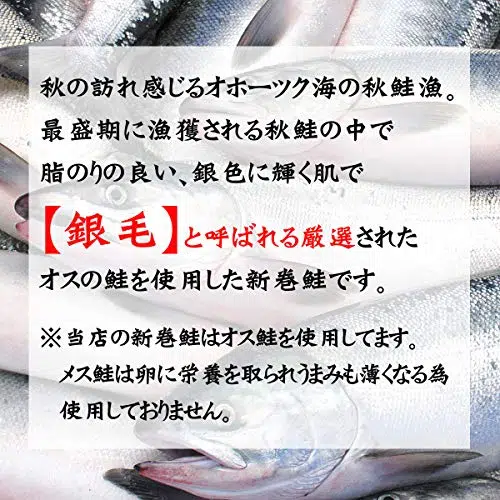 秋の訪れ感じるオホーツク海の秋鮭漁。
最盛期に漁獲される秋鮭の中で
脂のりの良い、銀色に輝く肌で
【銀毛】と呼ばれる厳選された
オスの鮭を使用した新巻鮭です。
※当店の新巻鮭はオス鮭を使用してます。
メス鮭は卵に栄養を取られうまみも薄くなる為
使用しておりません。